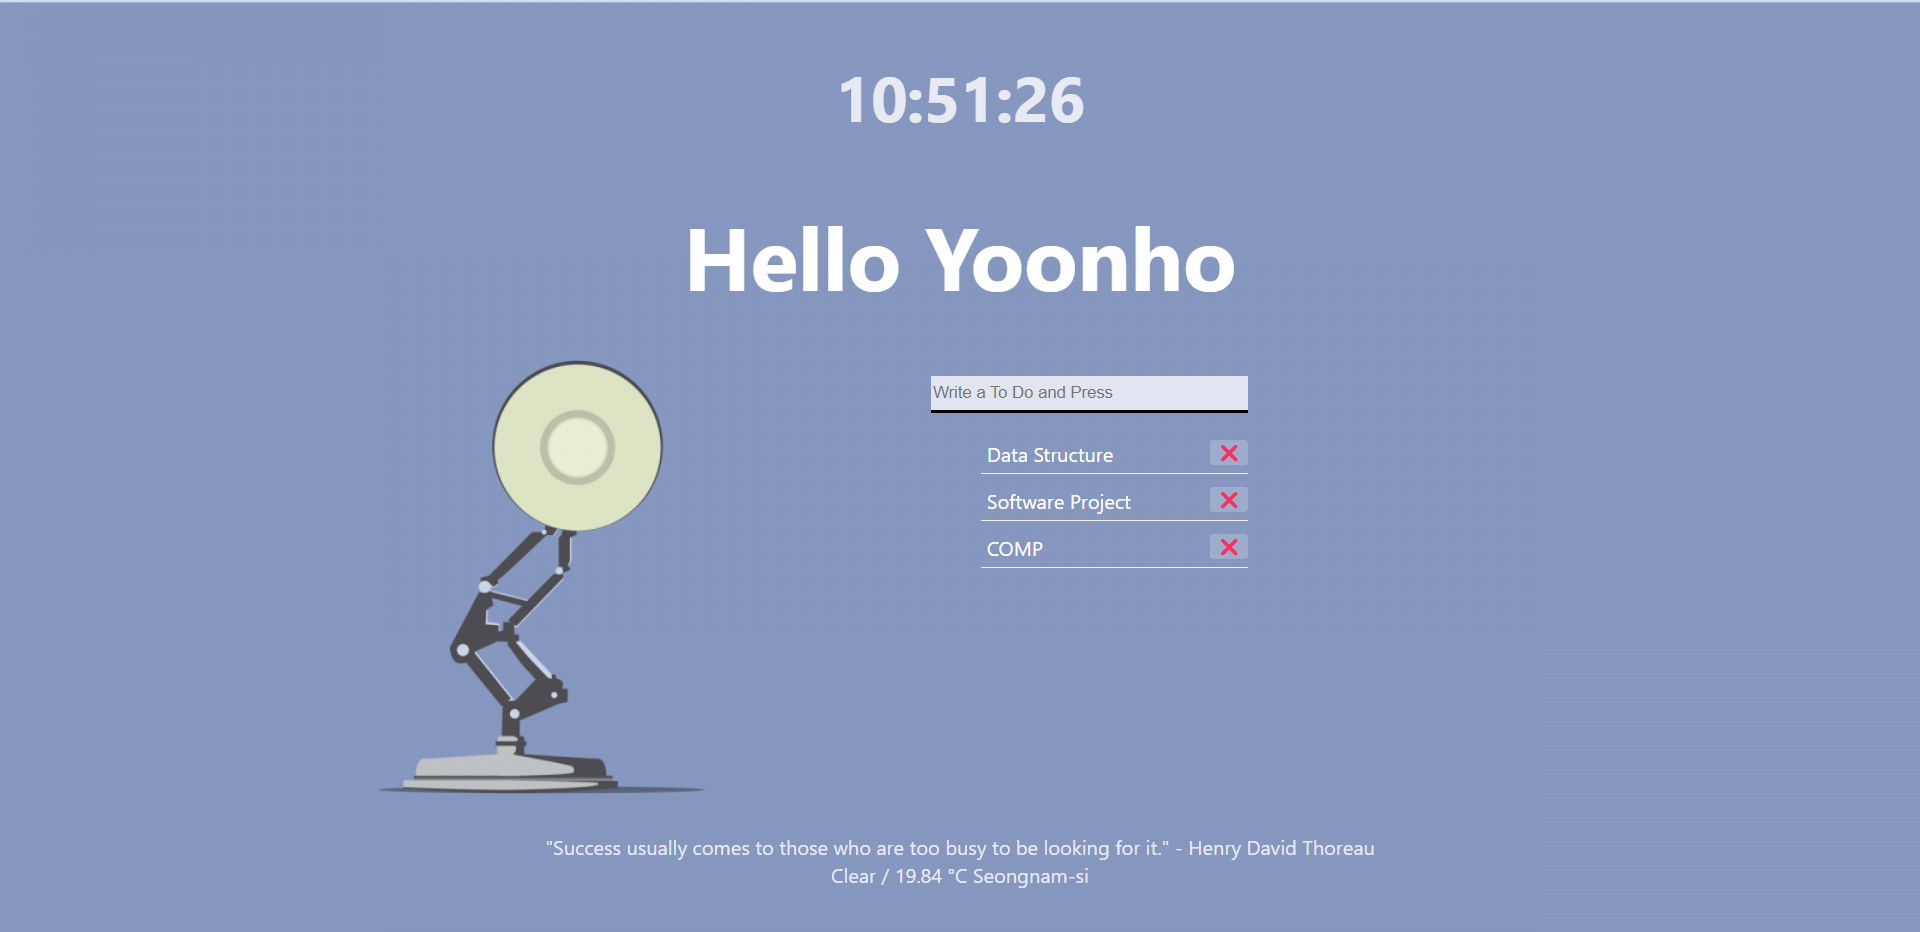 10:51:26
Hello Yoonho
Write a To Do and Press
Data Structure
Software Project
COMP
"Success usually comes to those who are too busy to be looking for it." - Henry David Thoreau
Clear / 19.84 °C Seongnam-si